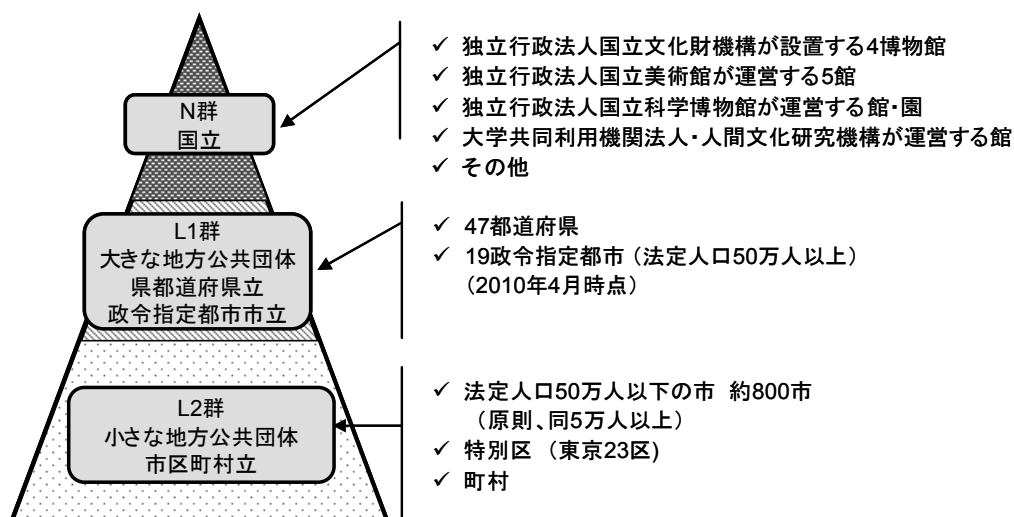 N群
国立
✓ 独立行政法人国立文化財機構が設置する4博物館
✓ 独立行政法人国立美術館が運営する5館
✓ 独立行政法人国立科学博物館が運営する館・園
✓ 大学共同利用機関法人・人間文化研究機構が運営する館
✓ その他
L1群
大きな地方公共団体
県都道府県立
政令指定都市市立
✓ 47都道府県
✓ 19政令指定都市（法定人口50万人以上）
（2010年4月時点）
L2群
小さな地方公共団体
市区町村立
✓ 法定人口50万人以下の市 約800市
（原則、同5万人以上）
✓ 特別区 （東京23区)
✓ 町村